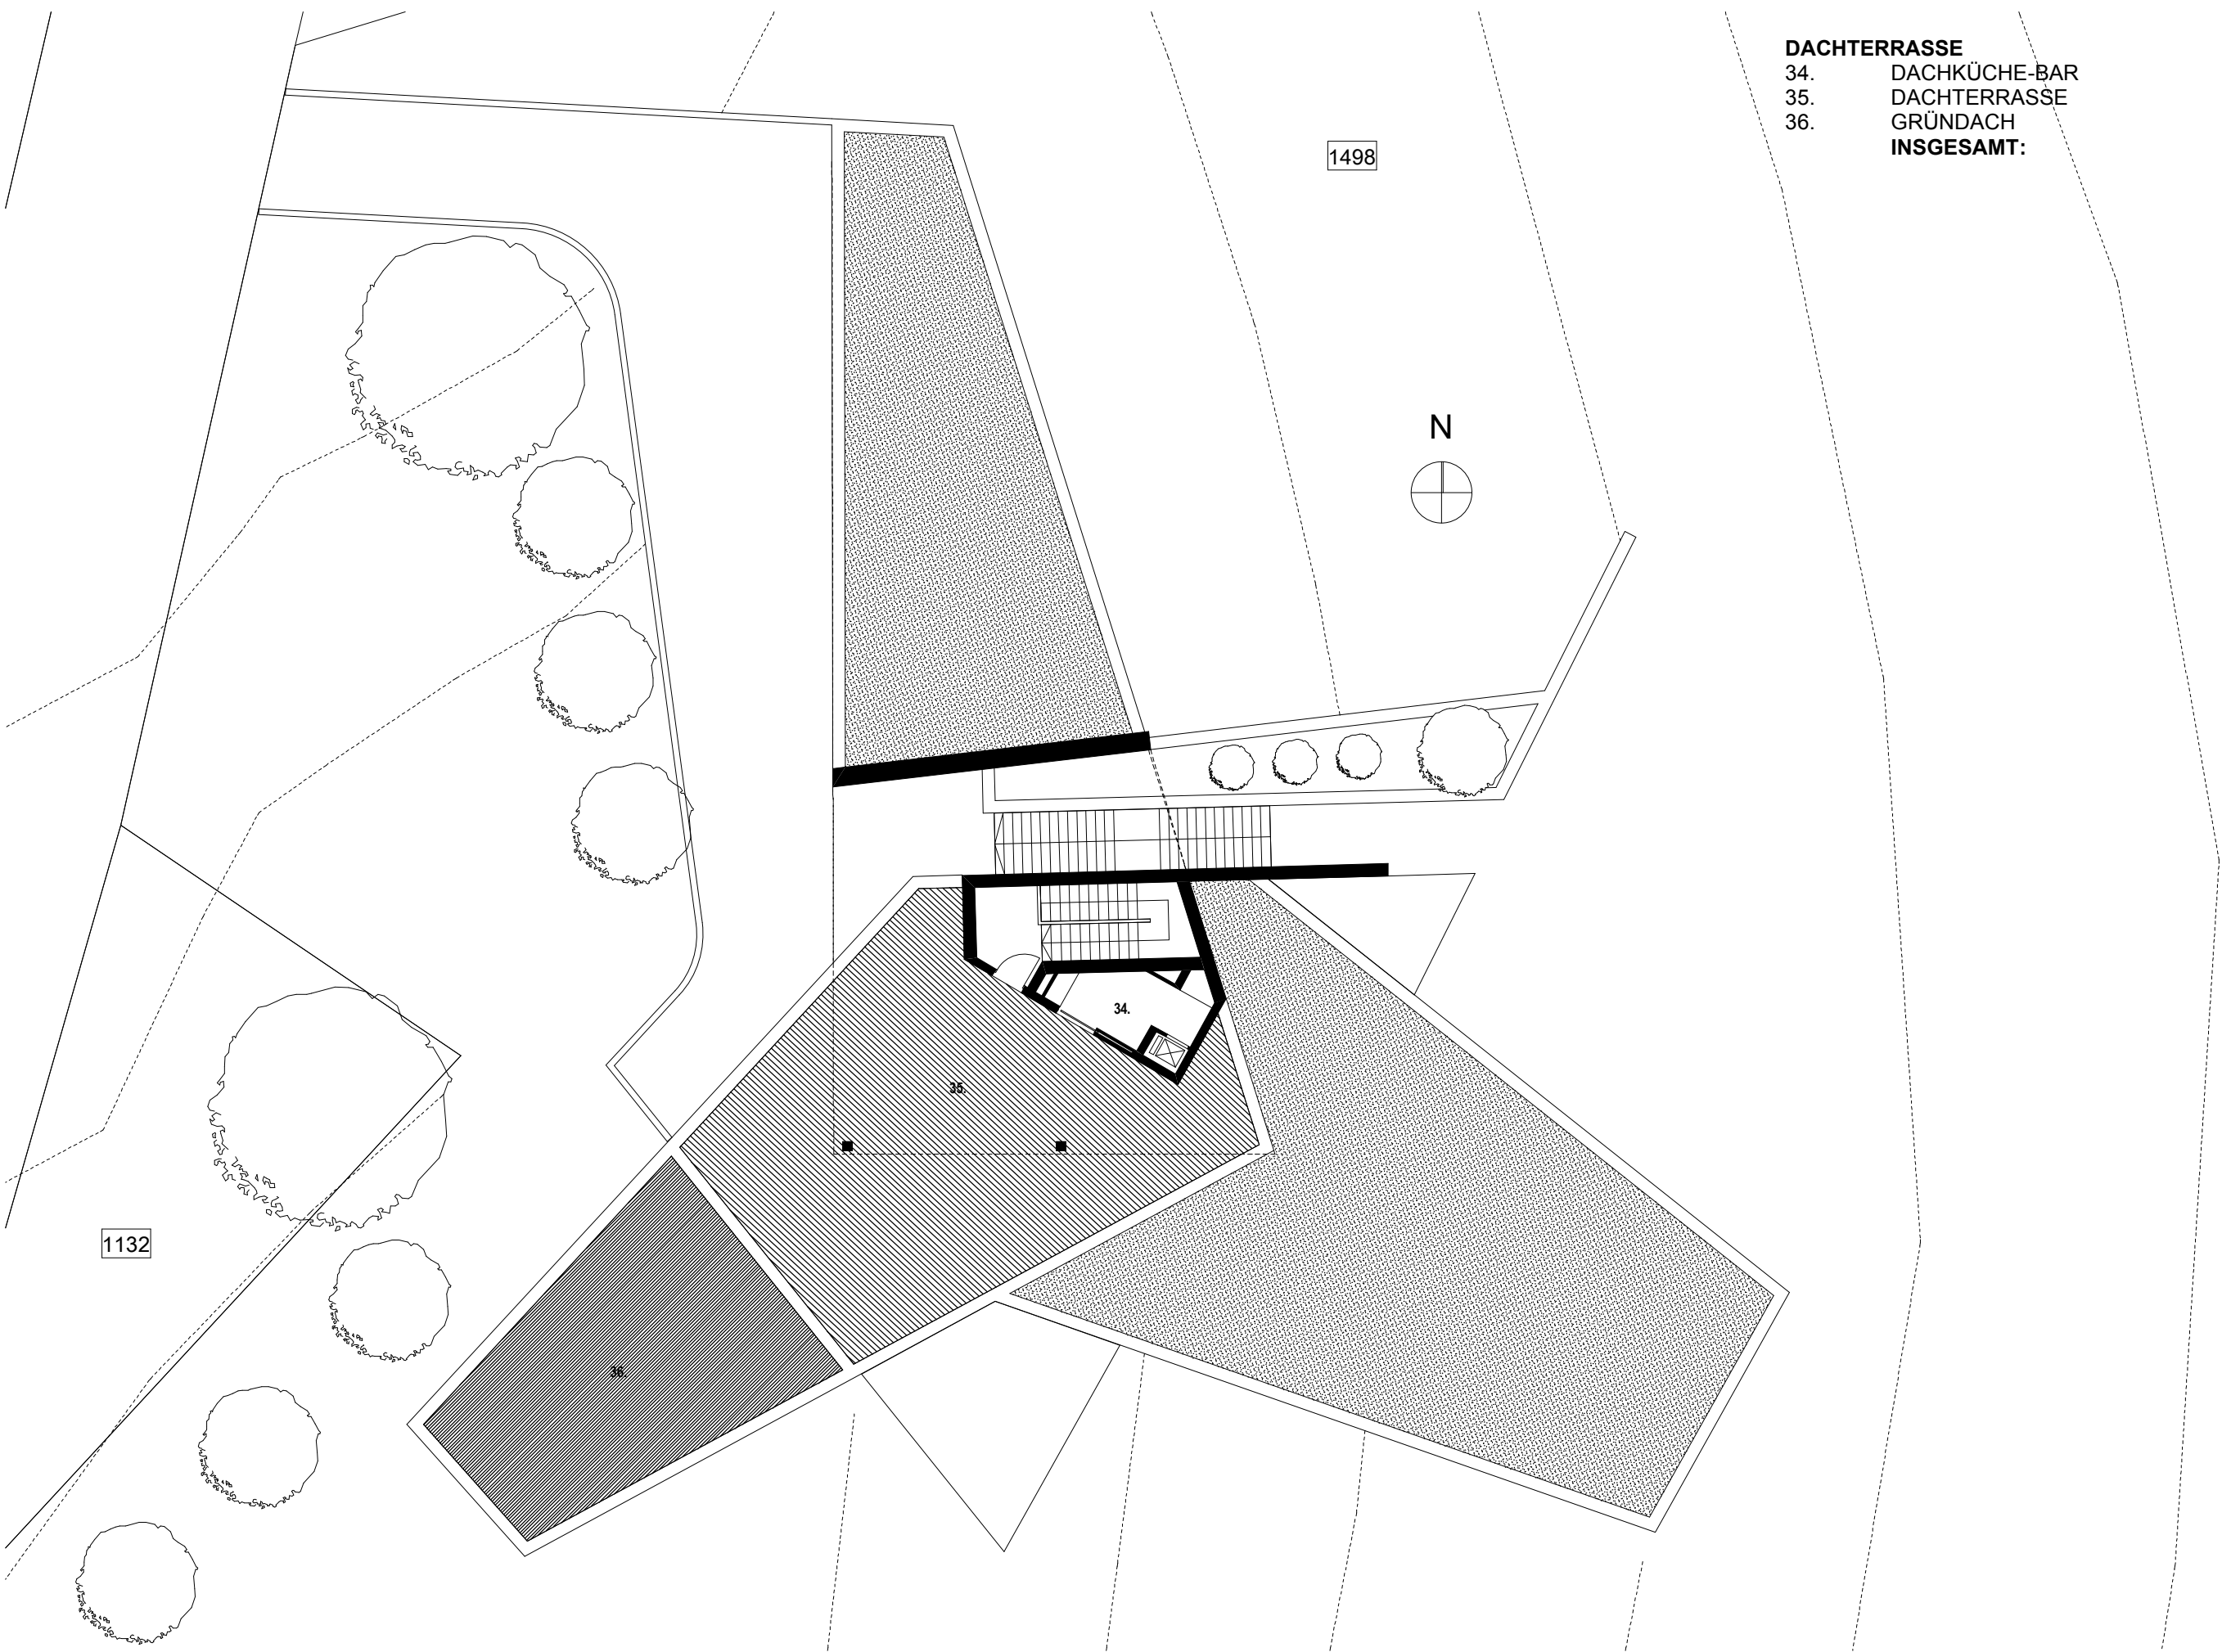 DACHTERRASSE
34. DACHKÜCHE-BAR
35. DACHTERRASSE
36. GRÜNDACH
INSGESAMT:
1498
N
34.
35.
1132
36.